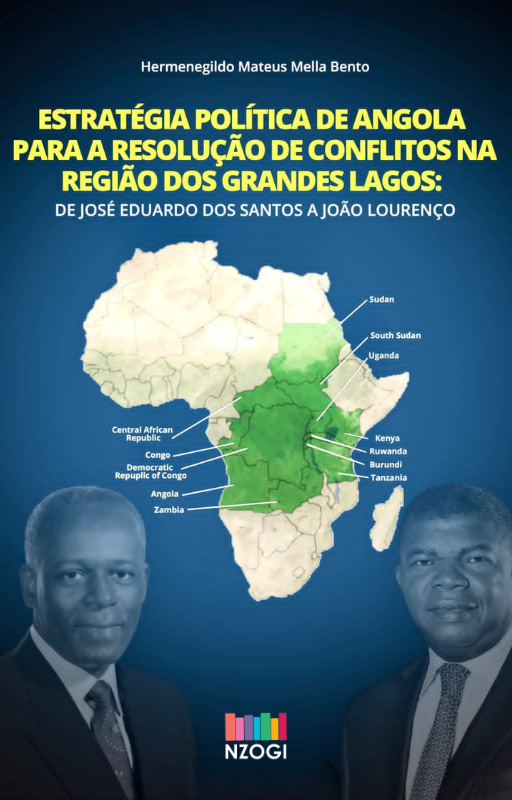 Hermenegildo Mateus Mella Bento
ESTRATÉGIA POLÍTICA DE ANGOLA
PARA A RESOLUÇÃO DE CONFLITOS NA
REGIÃO DOS GRANDES LAGOS:
DE JOSÉ EDUARDO DOS SANTOS A JOÃO LOURENÇO
Sudan
South Sudan
Uganda
Central African
Republic
Congo
Democratic
Repuplic of Congo
Angola
Zambia
Kenya
Ruwanda
Burundi
Tanzania
NZOGI